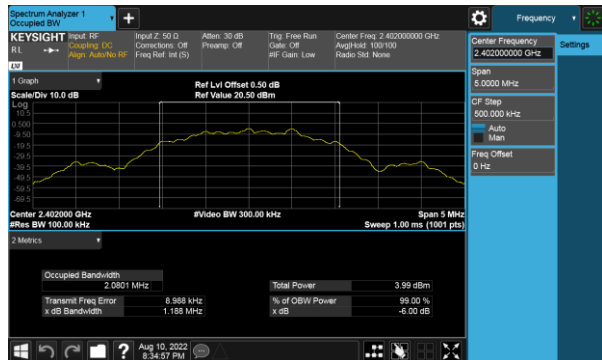 Spectrum Analyzer 1
Occupied BW
Frequency
KEYSIGHT
RL
Input: RF
Coupling: DC
Align: Auto/No RF
Input Z: 50 Ω
Corrections: Off
Freq Ref: Int (S)
Atten: 30 dB
Preamp: Off
Trig: Free Run
Gate: Off
#IF Gain: Low
Center Freq: 2.402000000 GHz
Avg|Hold: 100/100
Radio Std: None
Center Frequency
2.402000000 GHz
Settings
Span
5.0000 MHz
CF Step
500.000 kHz
Auto
Man
Freq Offset
0 Hz
1 Graph
Scale/Div 10.0 dB
Ref Lvl Offset 0.50 dB
Ref Value 20.50 dBm
Log
10.5
0.500
-9.50
-19.5
-29.5
-39.5
-49.5
-59.5
-69.5
Center 2.402000 GHz
#Res BW 100.00 kHz
#Video BW 300.00 kHz
Span 5 MHz
Sweep 1.00 ms (1001 pts)
2 Metrics
Occupied Bandwidth
2.0801 MHz
Total Power 3.99 dBm
Transmit Freq Error 8.988 kHz
% of OBW Power 99.00 %
x dB Bandwidth 1.188 MHz
x dB -6.00 dB
Aug 10, 2022
8:34:57 PM